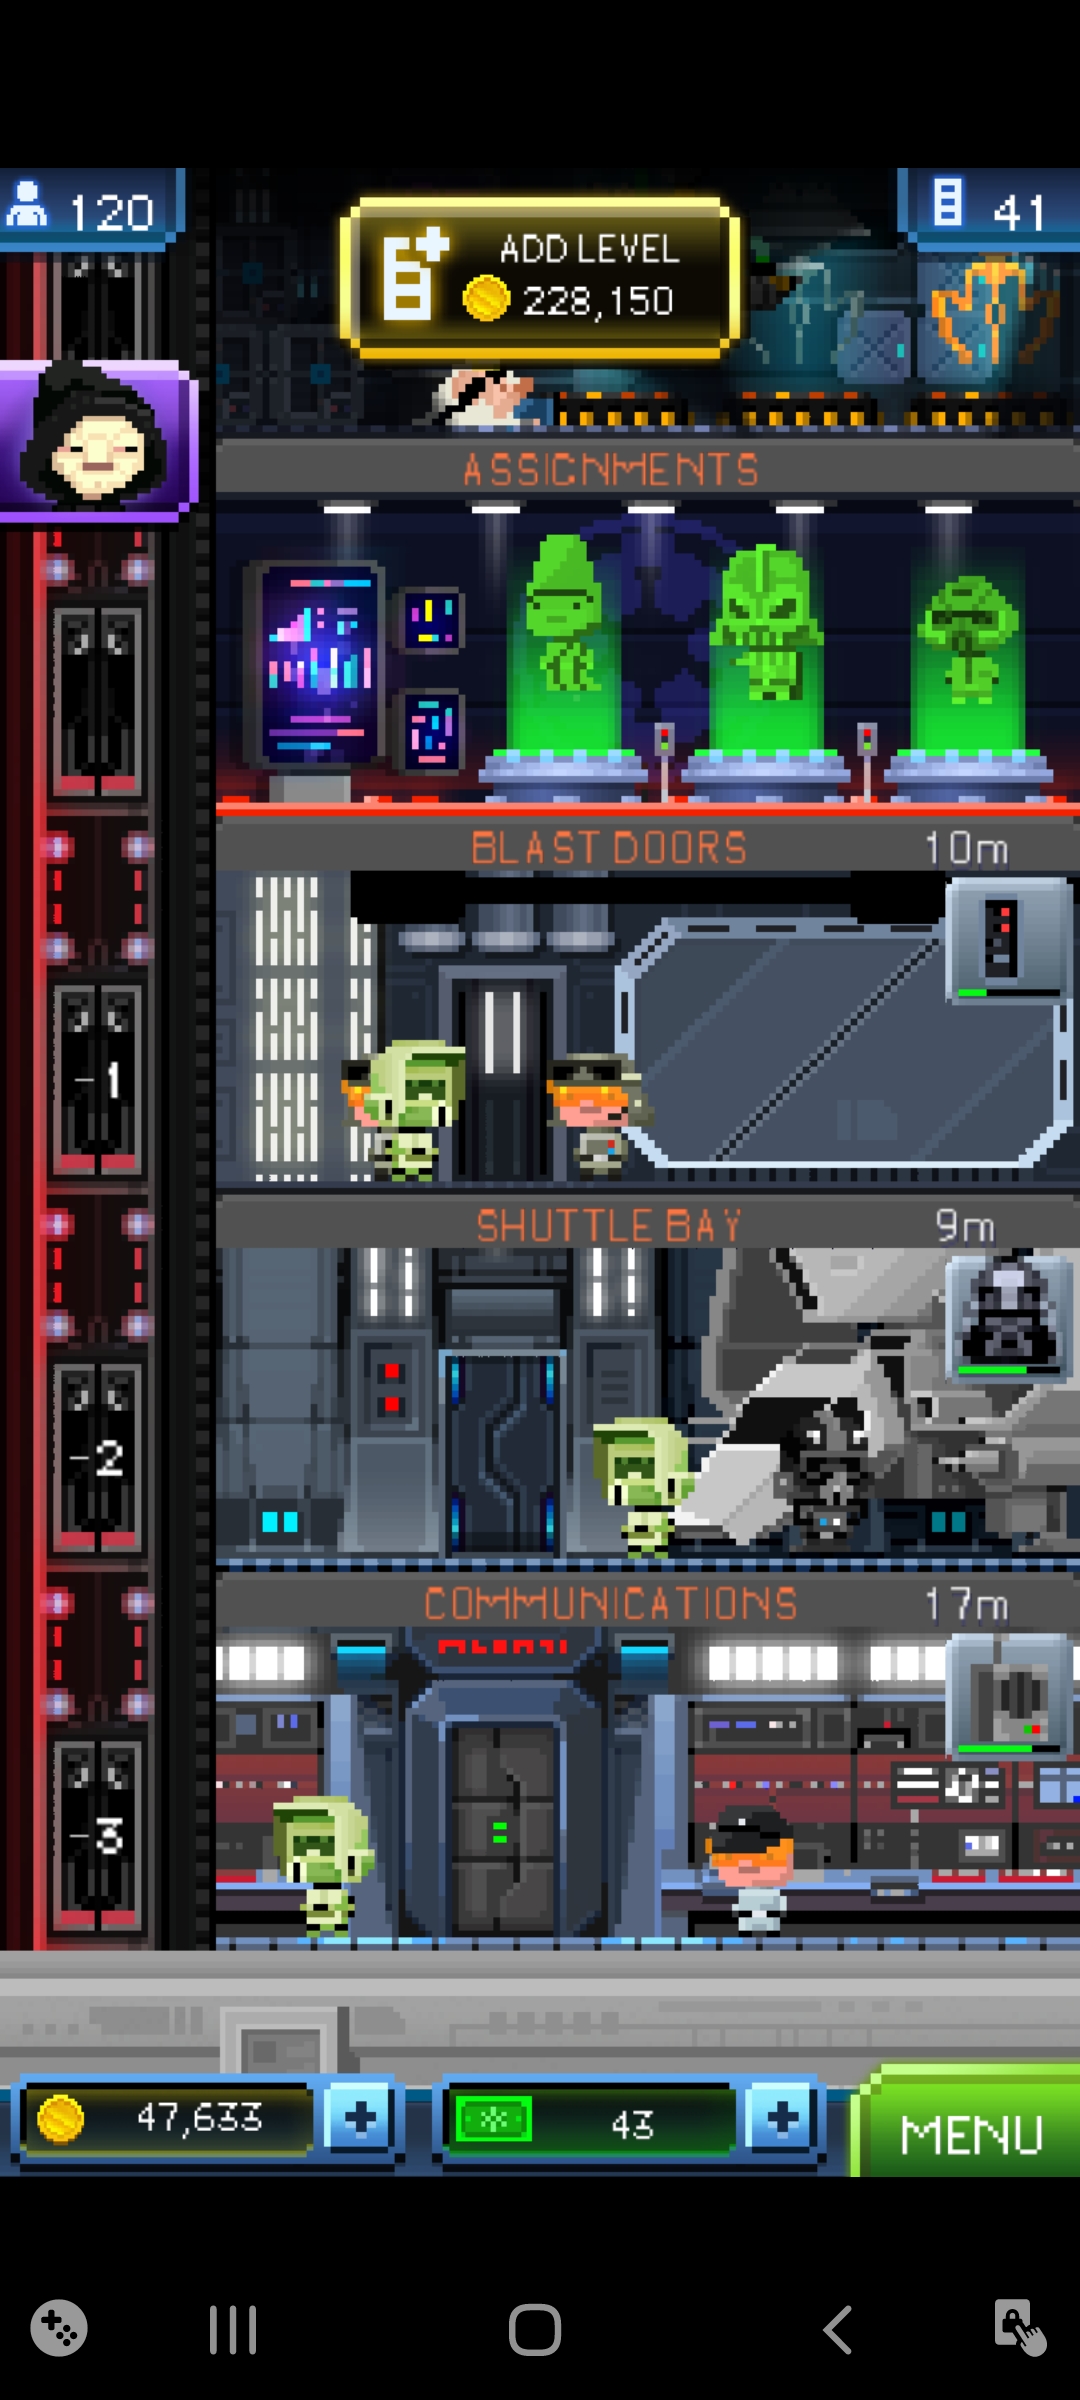 120
ADD LEVEL
228,150
41
ASSIGNMENTS
BLAST DOORS 10m
-1
SHUTTLE BAY 9m
-2
COMMUNICATIONS 17m
-3
47,633
43
MENU